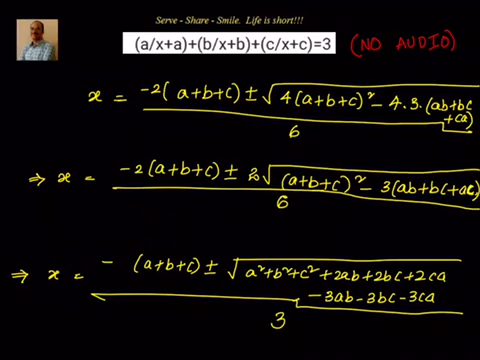 Serve - Share - Smile. Life is short!!!
(a/x+a)+(b/x+b)+(c/x+c)=3 (NO AUDIO)
x = -2(a+b+c) ± √4(a+b+c)² - 4.3.(ab+bc+ca) / 6
⇒ x = -2(a+b+c) ± 2√(a+b+c)² - 3(ab+bc+ac) / 6
⇒ x = -(a+b+c) ± √a²+b²+c²+2ab+2bc+2ca
-3ab-3bc-3ca
3